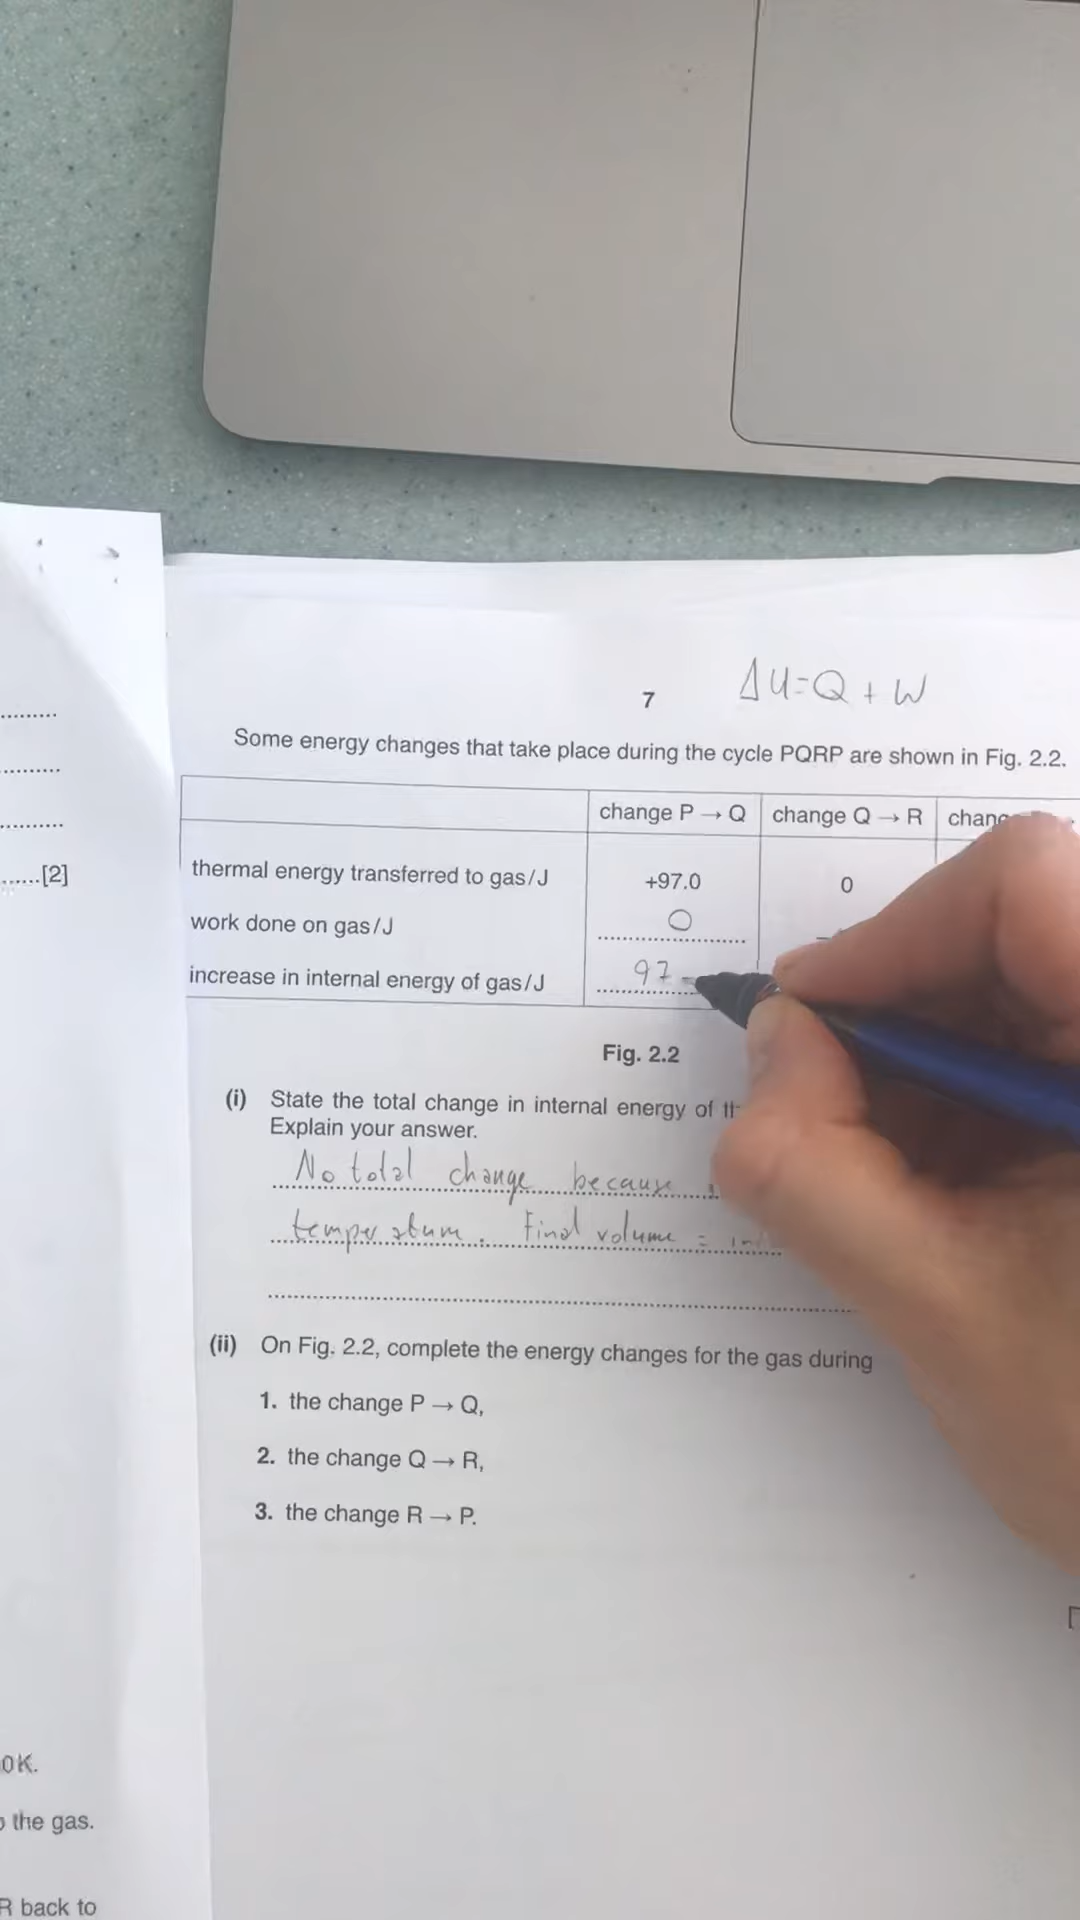 ΔU=Q + W
7
Some energy changes that take place during the cycle PQRP are shown in Fig. 2.2.
change P → Q change Q → R
thermal energy transferred to gas/J +97.0 0
work done on gas/J 0
increase in internal energy of gas/J 97
Fig. 2.2
.......[2]
(i) State the total change in internal energy of
Explain your answer.
No total change because
temperature. Final volume =
(ii) On Fig. 2.2, complete the energy changes for the gas during
1. the change P → Q,
2. the change Q → R,
3. the change R → P.
0K.
the gas.
R back to